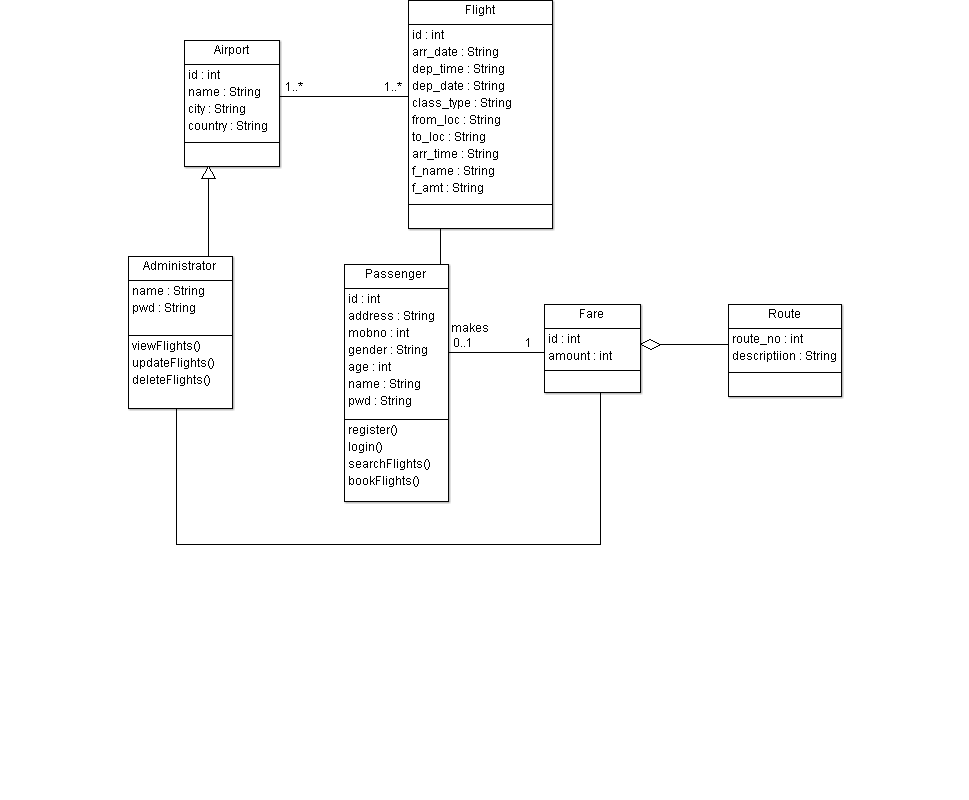 Flight
id : int
arr_date : String
dep_time : String
dep_date : String
class_type : String
from_loc : String
to_loc : String
arr_time : String
f_name : String
f_amt : String
Airport
id : int
name : String
city : String
country : String
1..*
1..*
Administrator
name : String
pwd : String
viewFlights()
updateFlights()
deleteFlights()
Passenger
id : int
address : String
mobno : int
gender : String
age : int
name : String
pwd : String
register()
login()
searchFlights()
bookFlights()
makes
0..1
1
Fare
id : int
amount : int
Route
route_no : int
descriptiion : String